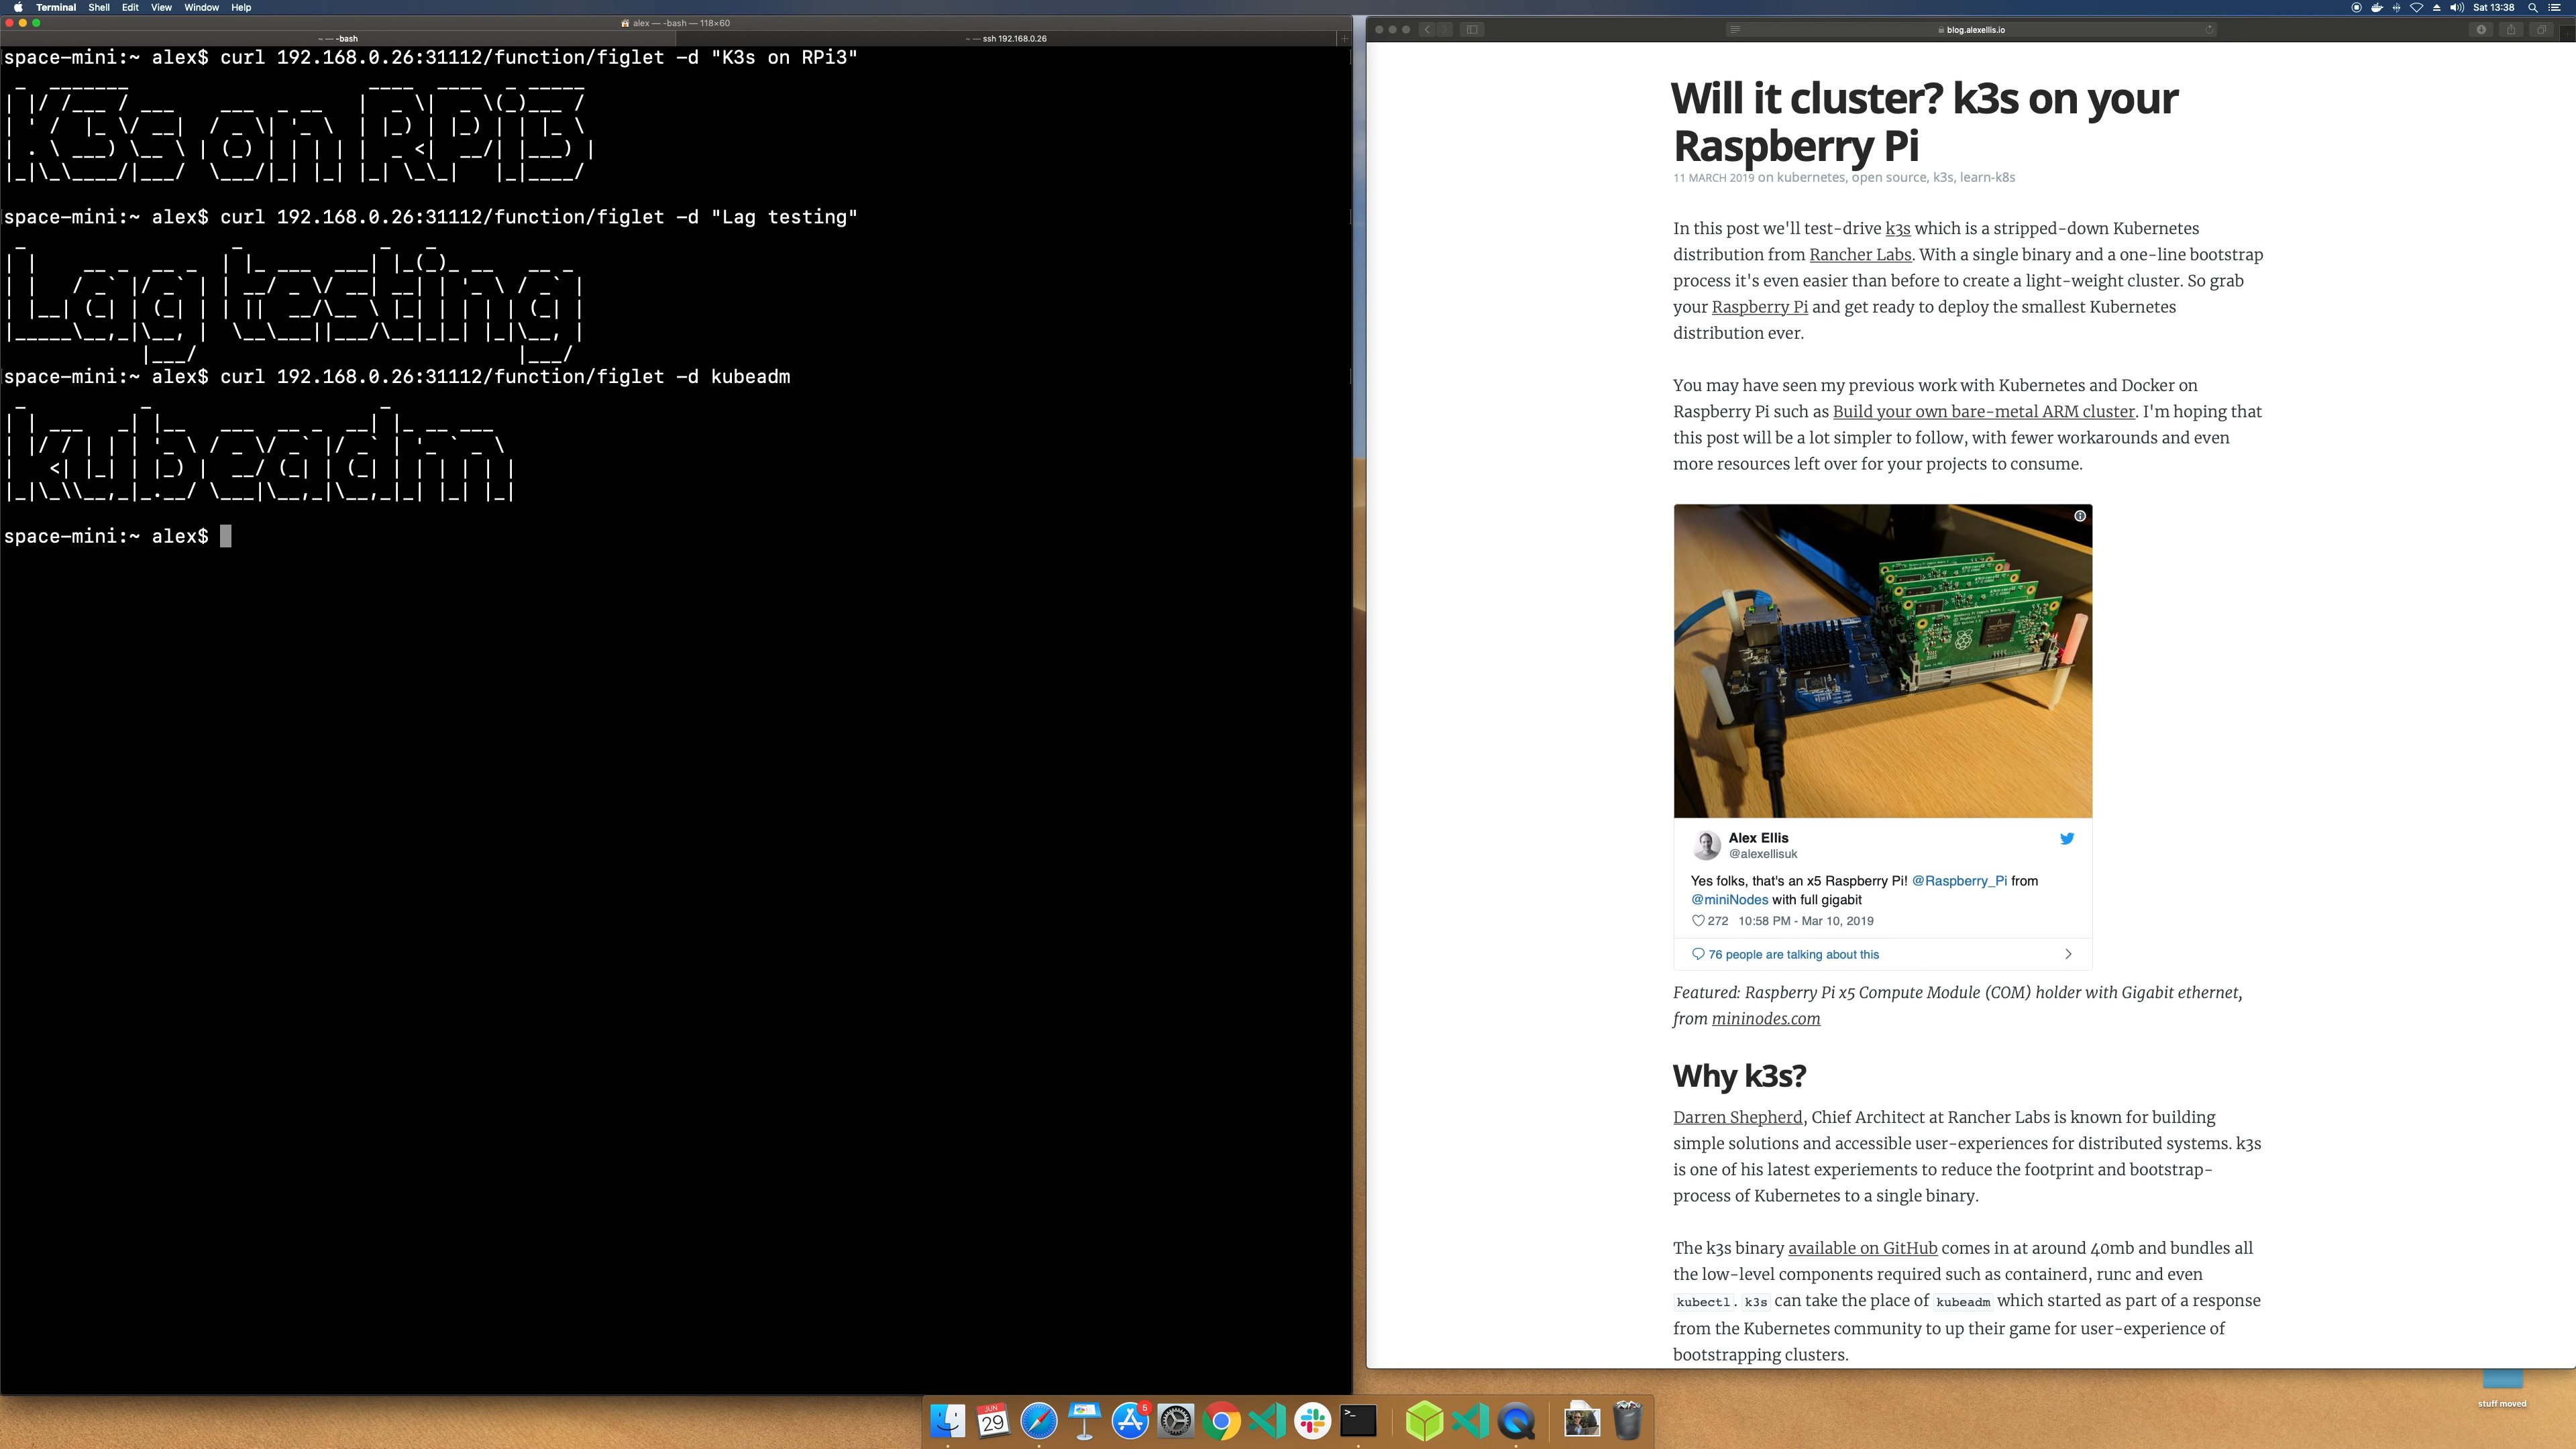 Terminal Shell Edit View Window Help
Sat 13:38
alex — -bash — 118×60
~ — -bash
~ — ssh 192.168.0.26
space-mini:~ alex$ curl 192.168.0.26:31112/function/figlet -d "K3s on RPi3"
K3s on RPi3
space-mini:~ alex$ curl 192.168.0.26:31112/function/figlet -d "Lag testing"
Lag testing
space-mini:~ alex$ curl 192.168.0.26:31112/function/figlet -d kubeadm
kubeadm
space-mini:~ alex$
blog.alexellis.io
Will it cluster? k3s on your
Raspberry Pi
11 MARCH 2019 on kubernetes, open source, k3s, learn-k8s
In this post we'll test-drive k3s which is a stripped-down Kubernetes
distribution from Rancher Labs. With a single binary and a one-line bootstrap
process it's even easier than before to create a light-weight cluster. So grab
your Raspberry Pi and get ready to deploy the smallest Kubernetes
distribution ever.
You may have seen my previous work with Kubernetes and Docker on
Raspberry Pi such as Build your own bare-metal ARM cluster. I'm hoping that
this post will be a lot simpler to follow, with fewer workarounds and even
more resources left over for your projects to consume.
Alex Ellis
@alexellisuk
Yes folks, that's an x5 Raspberry Pi! @Raspberry_Pi from
@miniNodes with full gigabit
272 10:58 PM - Mar 10, 2019
76 people are talking about this
Featured: Raspberry Pi x5 Compute Module (COM) holder with Gigabit ethernet,
from mininodes.com
Why k3s?
Darren Shepherd, Chief Architect at Rancher Labs is known for building
simple solutions and accessible user-experiences for distributed systems. k3s
is one of his latest experiements to reduce the footprint and bootstrap-
process of Kubernetes to a single binary.
The k3s binary available on GitHub comes in at around 40mb and bundles all
the low-level components required such as containerd, runc and even
kubectl. k3s can take the place of kubeadm which started as part of a response
from the Kubernetes community to up their game for user-experience of
bootstrapping clusters.
stuff moved
JUN
29
5